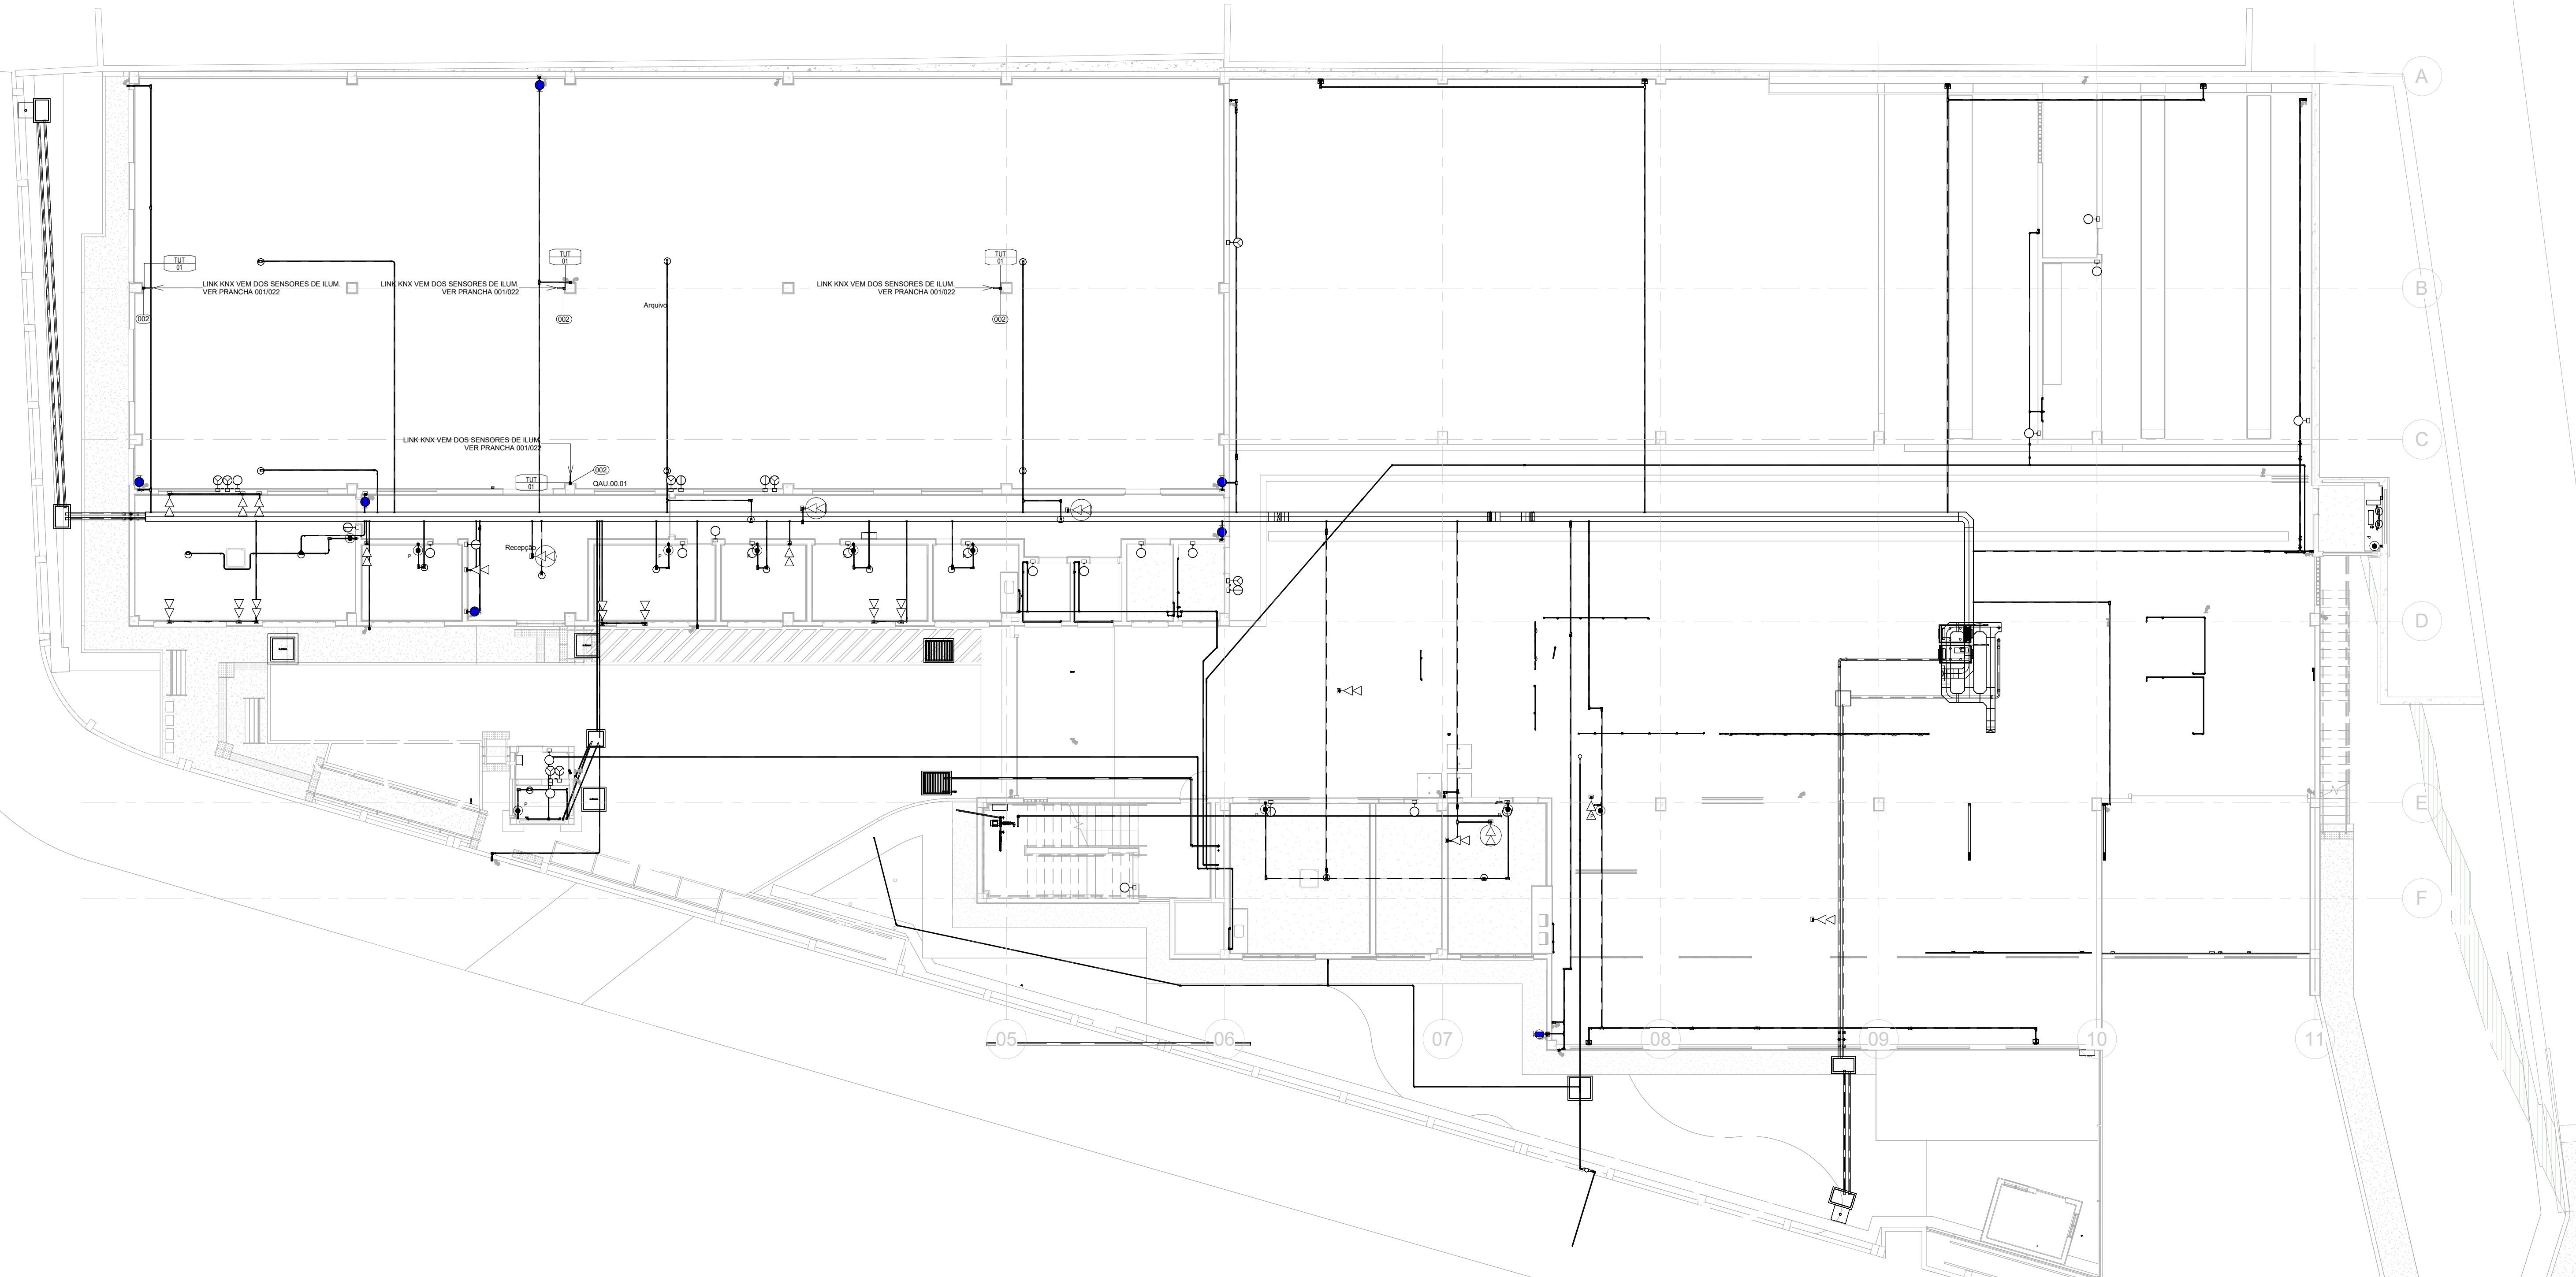 A
TUT
01
TUT
01
TUT
01
LINK KNX VEM DOS SENSORES DE ILUM.
VER PRANCHA 001/022
LINK KNX VEM DOS SENSORES DE ILUM.
VER PRANCHA 001/022
LINK KNX VEM DOS SENSORES DE ILUM.
VER PRANCHA 001/022
B
Arquivo
002
002
002
LINK KNX VEM DOS SENSORES DE ILUM.
VER PRANCHA 001/022
C
002
TUT
01
QAU.00.01
Recepção
P
P
D
P
E
F
05
06
07
08
09
10
11